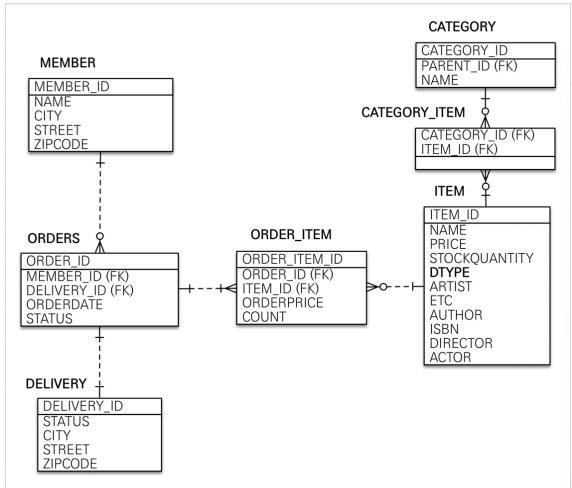 CATEGORY
CATEGORY_ID
PARENT_ID (FK)
NAME
MEMBER
MEMBER_ID
NAME
CITY
STREET
ZIPCODE
CATEGORY_ITEM
CATEGORY_ID (FK)
ITEM_ID (FK)
ITEM
ITEM_ID
NAME
PRICE
STOCKQUANTITY
DTYPE
ARTIST
ETC
AUTHOR
ISBN
DIRECTOR
ACTOR
ORDERS
ORDER_ID
MEMBER_ID (FK)
DELIVERY_ID (FK)
ORDERDATE
STATUS
ORDER_ITEM
ORDER_ITEM_ID
ORDER_ID (FK)
ITEM_ID (FK)
ORDERPRICE
COUNT
DELIVERY
DELIVERY_ID
STATUS
CITY
STREET
ZIPCODE